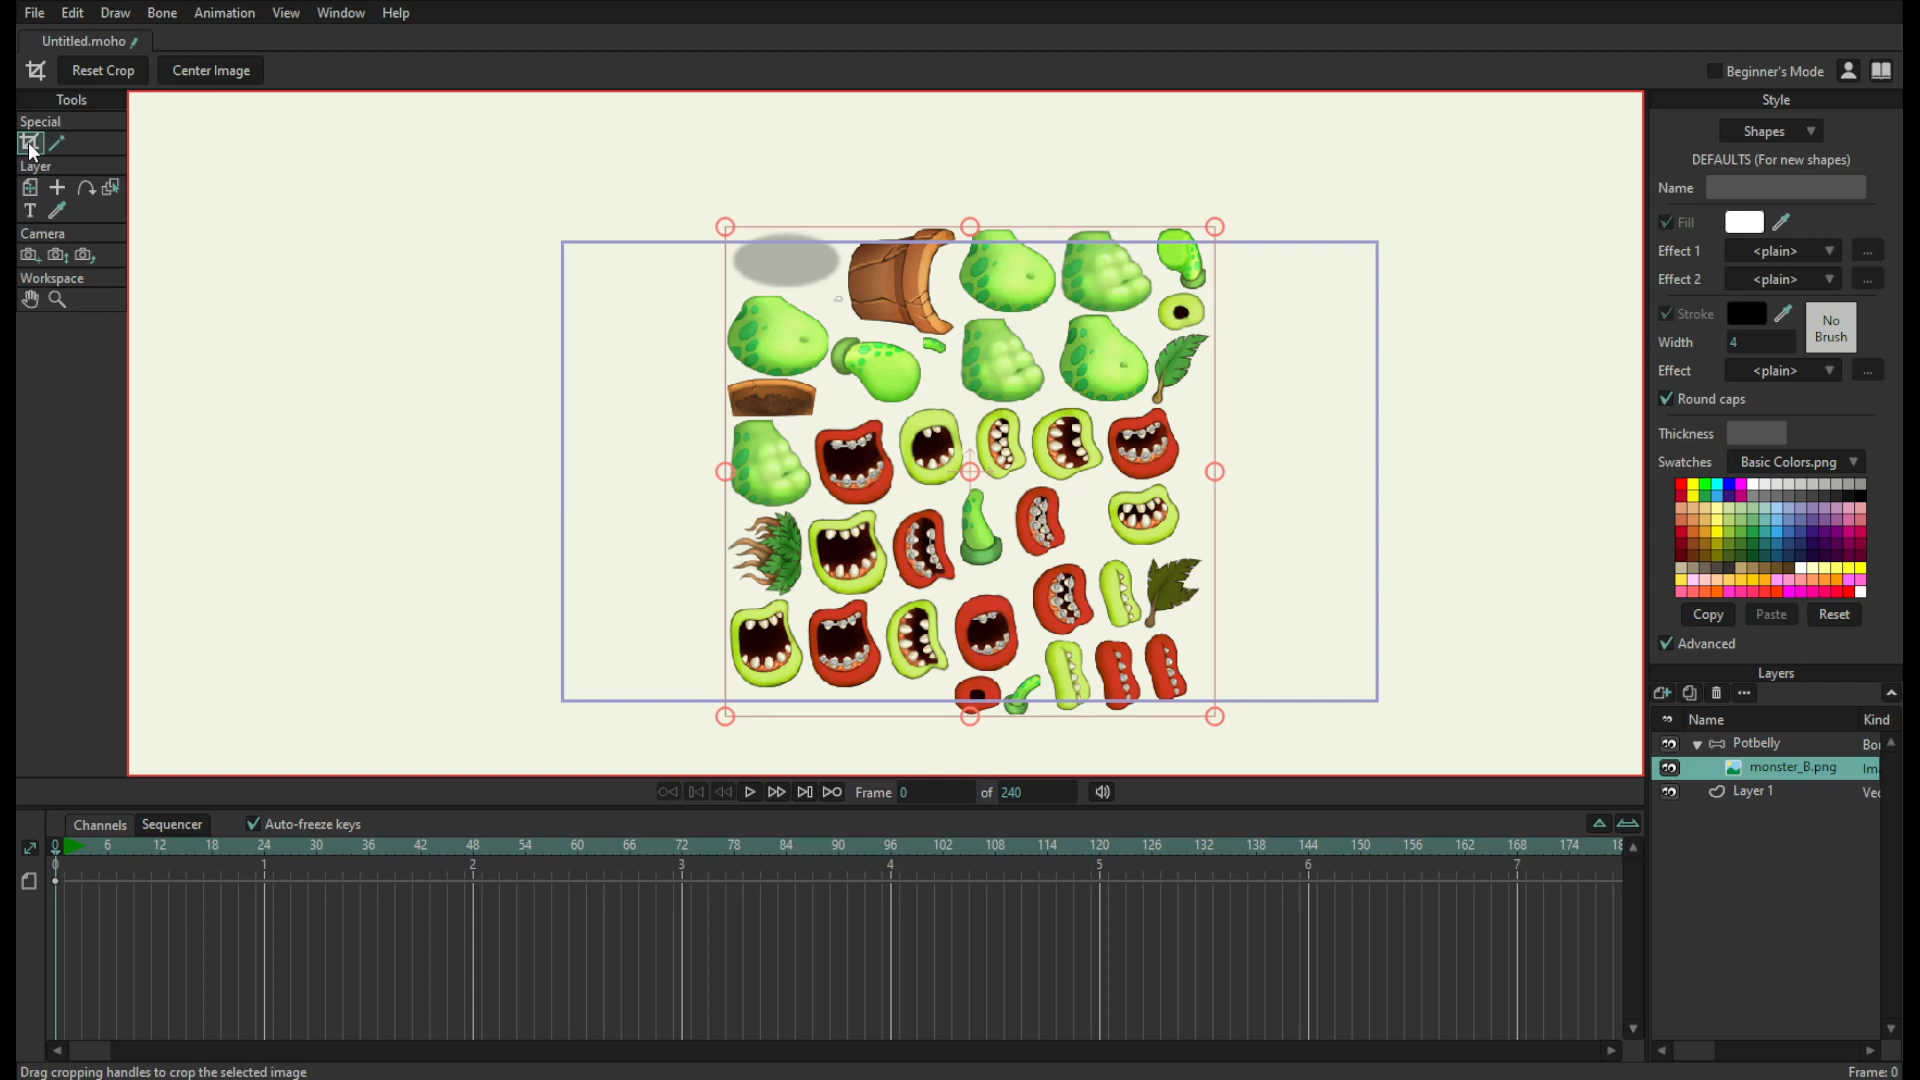 File Edit Draw Bone Animation View Window Help
Untitled.moho
Reset Crop Center Image Beginner's Mode
Tools
Special
Layer
T
Camera
Workspace
Style
Shapes
DEFAULTS (For new shapes)
Name
Fill
Effect 1 <plain> ...
Effect 2 <plain> ...
Stroke No Brush
Width 4
Effect <plain> ...
Round caps
Thickness
Swatches Basic Colors.png
Copy Paste Reset
Advanced
Layers
Name Kind
Potbelly Bo
monster_B.png Im
Layer 1 Vec
Frame 0 of 240
Channels Sequencer Auto-freeze keys
0 6 12 18 24 30 36 42 48 54 60 66 72 78 84 90 96 102 108 114 120 126 132 138 144 150 156 162 168 174 18
0 1 2 3 4 5 6 7
Drag cropping handles to crop the selected image Frame: 0